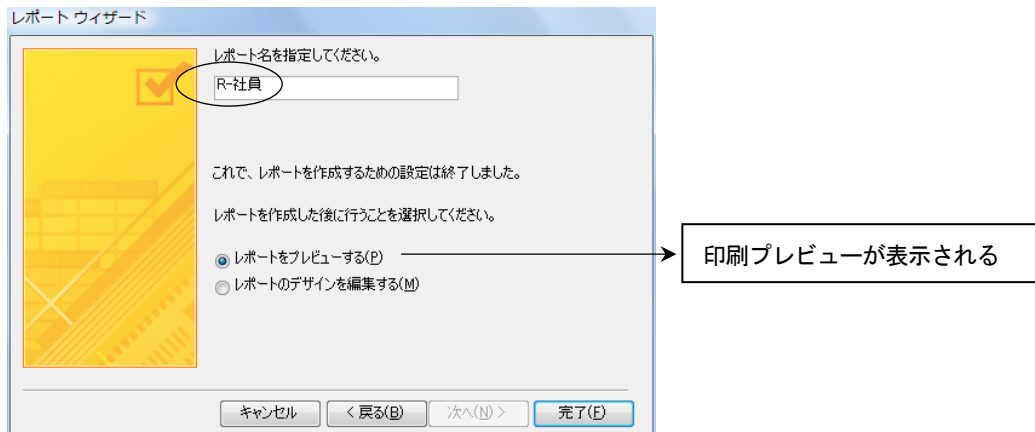 レポート ウィザード
レポート名を指定してください。
R-社員
これで、レポートを作成するための設定は終了しました。
レポートを作成した後に行うことを選択してください。
レポートをプレビューする(P)
印刷プレビューが表示される
レポートのデザインを編集する(M)
キャンセル
< 戻る(B)
次へ(N) >
完了(F)